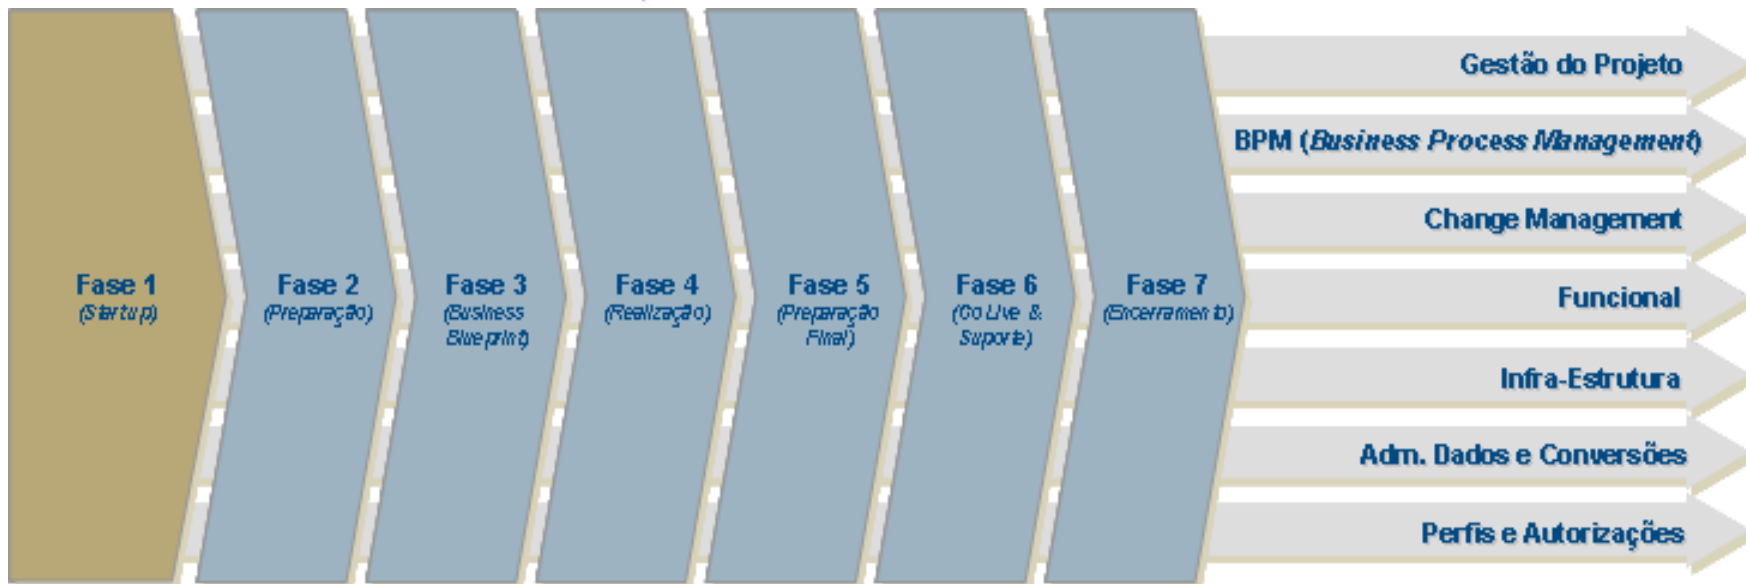 Fase 1
(Startup)
Fase 2
(Preparação)
Fase 3
(Business
Blueprint)
Fase 4
(Realização)
Fase 5
(Preparação
Final)
Fase 6
(Go Live &
Suporte)
Fase 7
(Encerramento)
Gestão do Projeto
BPM (Business Process Management)
Change Management
Funcional
Infra-Estrutura
Adm. Dados e Conversões
Perfis e Autorizações